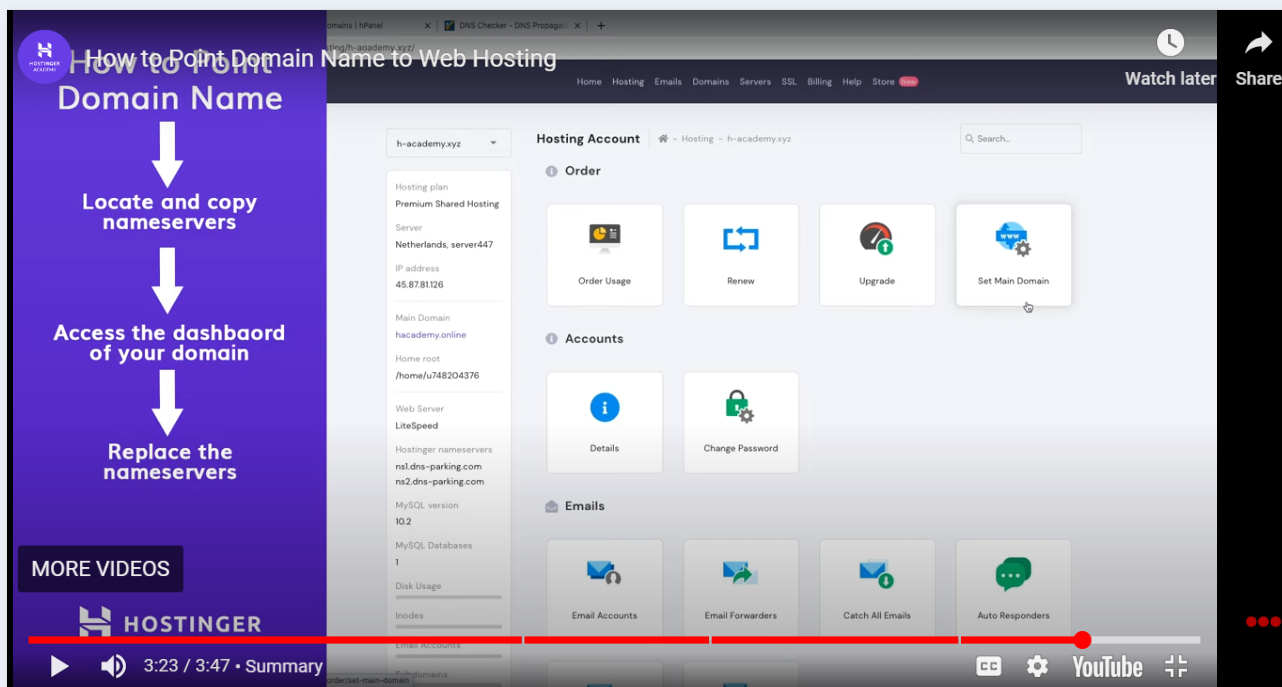 omains | hPanel
DNS Checker - DNS Propagati
ting/h-academy.xyz/
HOSTINGER
ACADEMY
How to Point Domain Name to Web Hosting
Watch later
Share
How to Point
Domain Name
Locate and copy
nameservers
Access the dashbaord
of your domain
Replace the
nameservers
MORE VIDEOS
HOSTINGER
Home Hosting Emails Domains Servers SSL Billing Help Store New
h-academy.xyz
Hosting Account
- Hosting - h-academy.xyz
Search...
Hosting plan
Premium Shared Hosting
Server
Netherlands, server447
IP address
45.87.81.126
Main Domain
hacademy.online
Home root
/home/u748204376
Web Server
LiteSpeed
Hostinger nameservers
ns1.dns-parking.com
ns2.dns-parking.com
MySQL version
10.2
MySQL Databases
1
Disk Usage
Inodes
Email Accounts
Subdomains
Order
Order Usage
Renew
Upgrade
Set Main Domain
Accounts
Details
Change Password
Emails
Email Accounts
Email Forwarders
Catch All Emails
Auto Responders
3:23 / 3:47 • Summary
order/set-main-domain
CC
YouTube